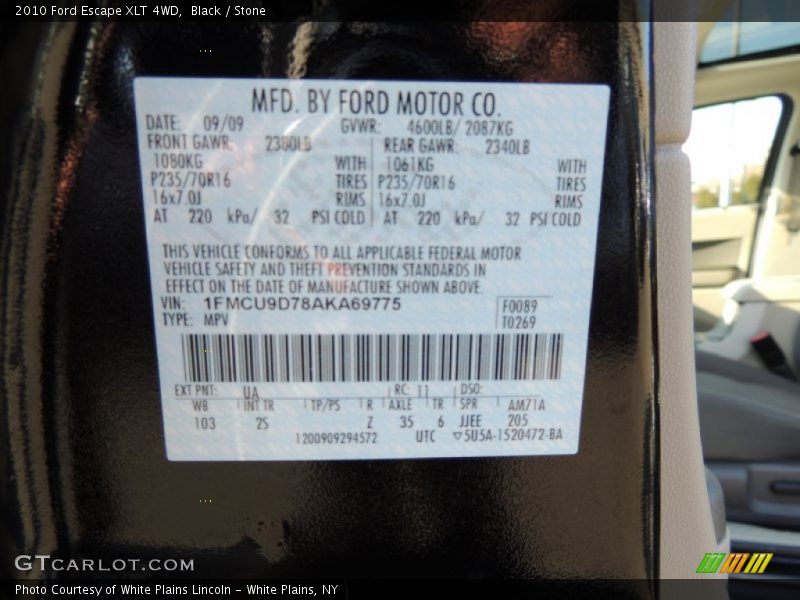 2010 Ford Escape XLT 4WD, Black / Stone
MFD. BY FORD MOTOR CO.
DATE: 09/09 GVWR: 4600LB/ 2087KG
FRONT GAWR: 2380LB REAR GAWR: 2340LB
1080KG WITH 1061KG WITH
P235/70R16 TIRES P235/70R16 TIRES
16x7.0J RIMS 16x7.0J RIMS
AT 220 kPa/ 32 PSI COLD AT 220 kPa/ 32 PSI COLD
THIS VEHICLE CONFORMS TO ALL APPLICABLE FEDERAL MOTOR
VEHICLE SAFETY AND THEFT PREVENTION STANDARDS IN
EFFECT ON THE DATE OF MANUFACTURE SHOWN ABOVE.
VIN: 1FMCU9D78AKA69775 F0089
TYPE: MPV T0269
EXT PNT: UA RC: 11 DSO:
WB INT TR TP/PS R AXLE TR SPR AM71A
103 2S Z 35 6 JJEE 205
1200909294572 UTC ▽5U5A-1520472-BA
GTCARLOT.COM
Photo Courtesy of White Plains Lincoln - White Plains, NY